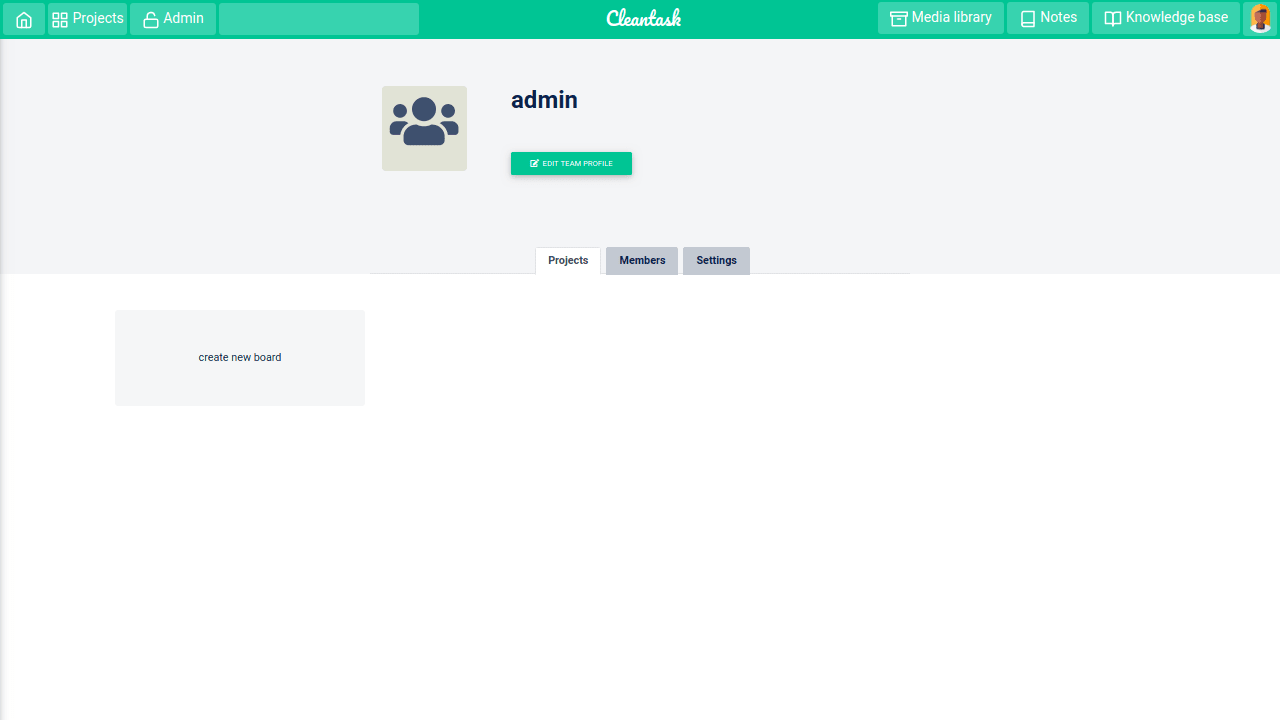 Projects
Admin
Cleantask
Media library
Notes
Knowledge base
admin
EDIT TEAM PROFILE
Projects
Members
Settings
create new board